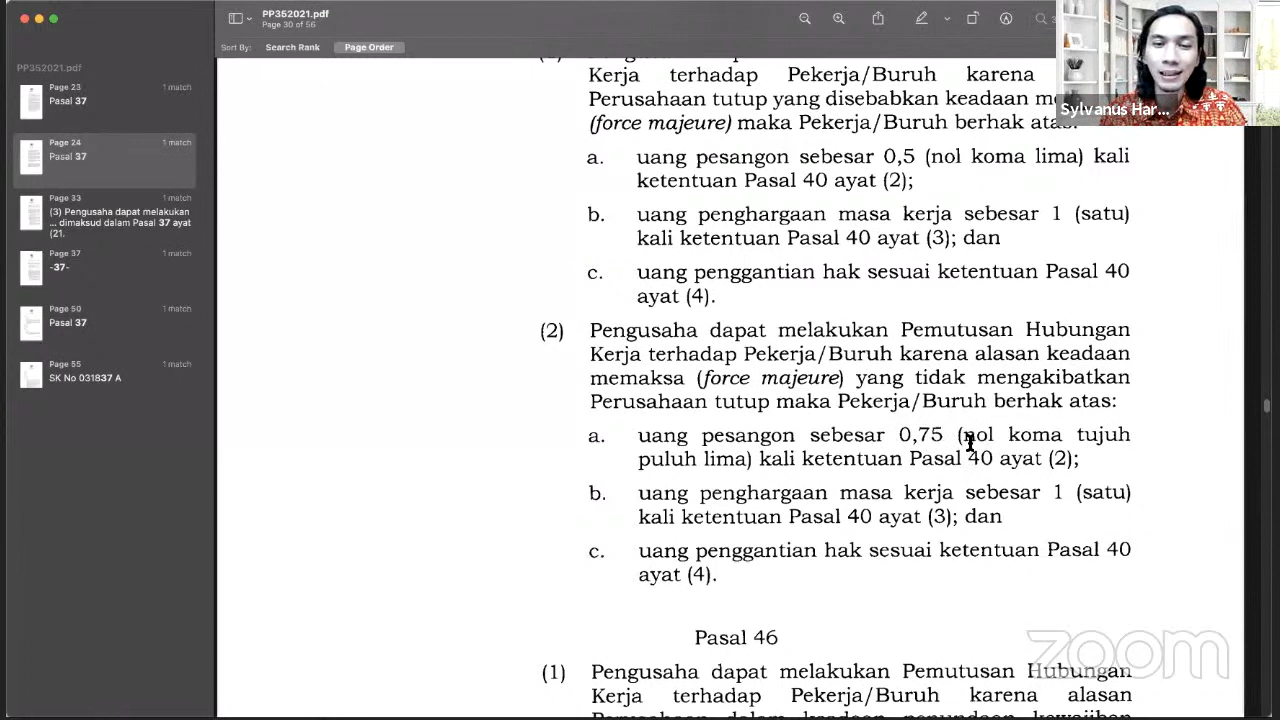 PP352021.pdf
Page 30 of 56
Sort By: Search Rank Page Order
PP352021.pdf
Page 23 1 match
Pasal 37
Page 24 1 match
Pasal 37
Page 33 1 match
(3) Pengusaha dapat melakukan
... dimaksud dalam Pasal 37 ayat
(21.
Page 37 1 match
-37-
Page 50 1 match
Pasal 37
Page 55 1 match
SK No 031837 A
Kerja terhadap Pekerja/Buruh karena
Perusahaan tutup yang disebabkan keadaan
(force majeure) maka Pekerja/Buruh berhak atas:
a. uang pesangon sebesar 0,5 (nol koma lima) kali
ketentuan Pasal 40 ayat (2);
b. uang penghargaan masa kerja sebesar 1 (satu)
kali ketentuan Pasal 40 ayat (3); dan
c. uang penggantian hak sesuai ketentuan Pasal 40
ayat (4).
(2) Pengusaha dapat melakukan Pemutusan Hubungan
Kerja terhadap Pekerja/Buruh karena alasan keadaan
memaksa (force majeure) yang tidak mengakibatkan
Perusahaan tutup maka Pekerja/Buruh berhak atas:
a. uang pesangon sebesar 0,75 (nol koma tujuh
puluh lima) kali ketentuan Pasal 40 ayat (2);
b. uang penghargaan masa kerja sebesar 1 (satu)
kali ketentuan Pasal 40 ayat (3); dan
c. uang penggantian hak sesuai ketentuan Pasal 40
ayat (4).
Pasal 46
(1) Pengusaha dapat melakukan Pemutusan Hubungan
Kerja terhadap Pekerja/Buruh karena alasan
Sylvanus Har...
zoom